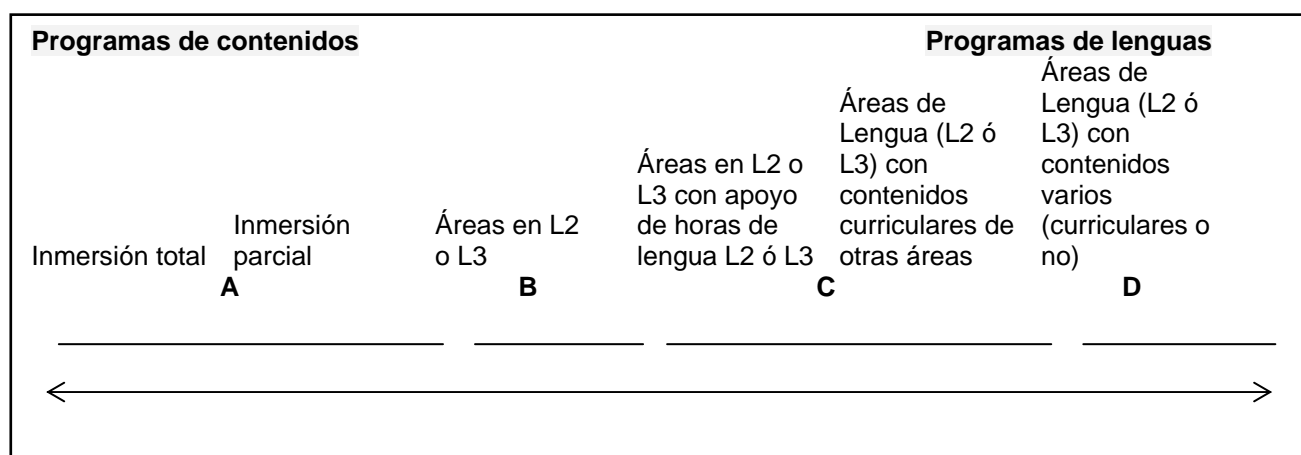 Programas de contenidos
Programas de lenguas
Inmersión total
Inmersión
parcial
A
Áreas en L2
o L3
B
Áreas en L2 o
L3 con apoyo
de horas de
lengua L2 ó L3
Áreas de
Lengua (L2 ó
L3) con
contenidos
curriculares de
otras áreas
C
Áreas de
Lengua (L2 ó
L3) con
contenidos
varios
(curriculares o
no)
D